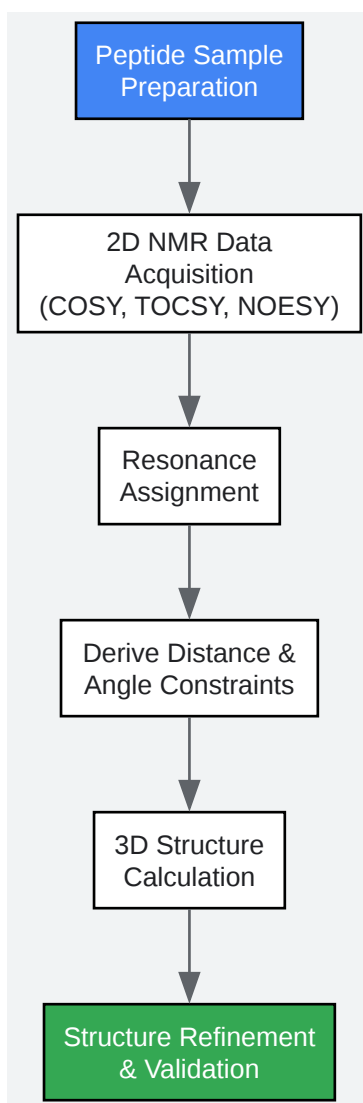 Peptide Sample
Preparation
2D NMR Data
Acquisition
(COSY, TOCSY, NOESY)
Resonance
Assignment
Derive Distance &
Angle Constraints
3D Structure
Calculation
Structure Refinement
& Validation